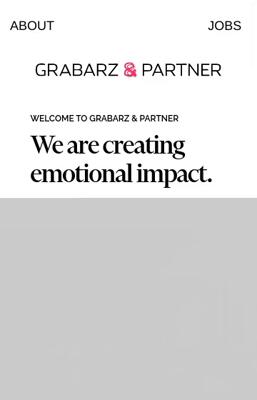 ABOUT JOBS
GRABARZ & PARTNER
WELCOME TO GRABARZ & PARTNER
We are creating
emotional impact.